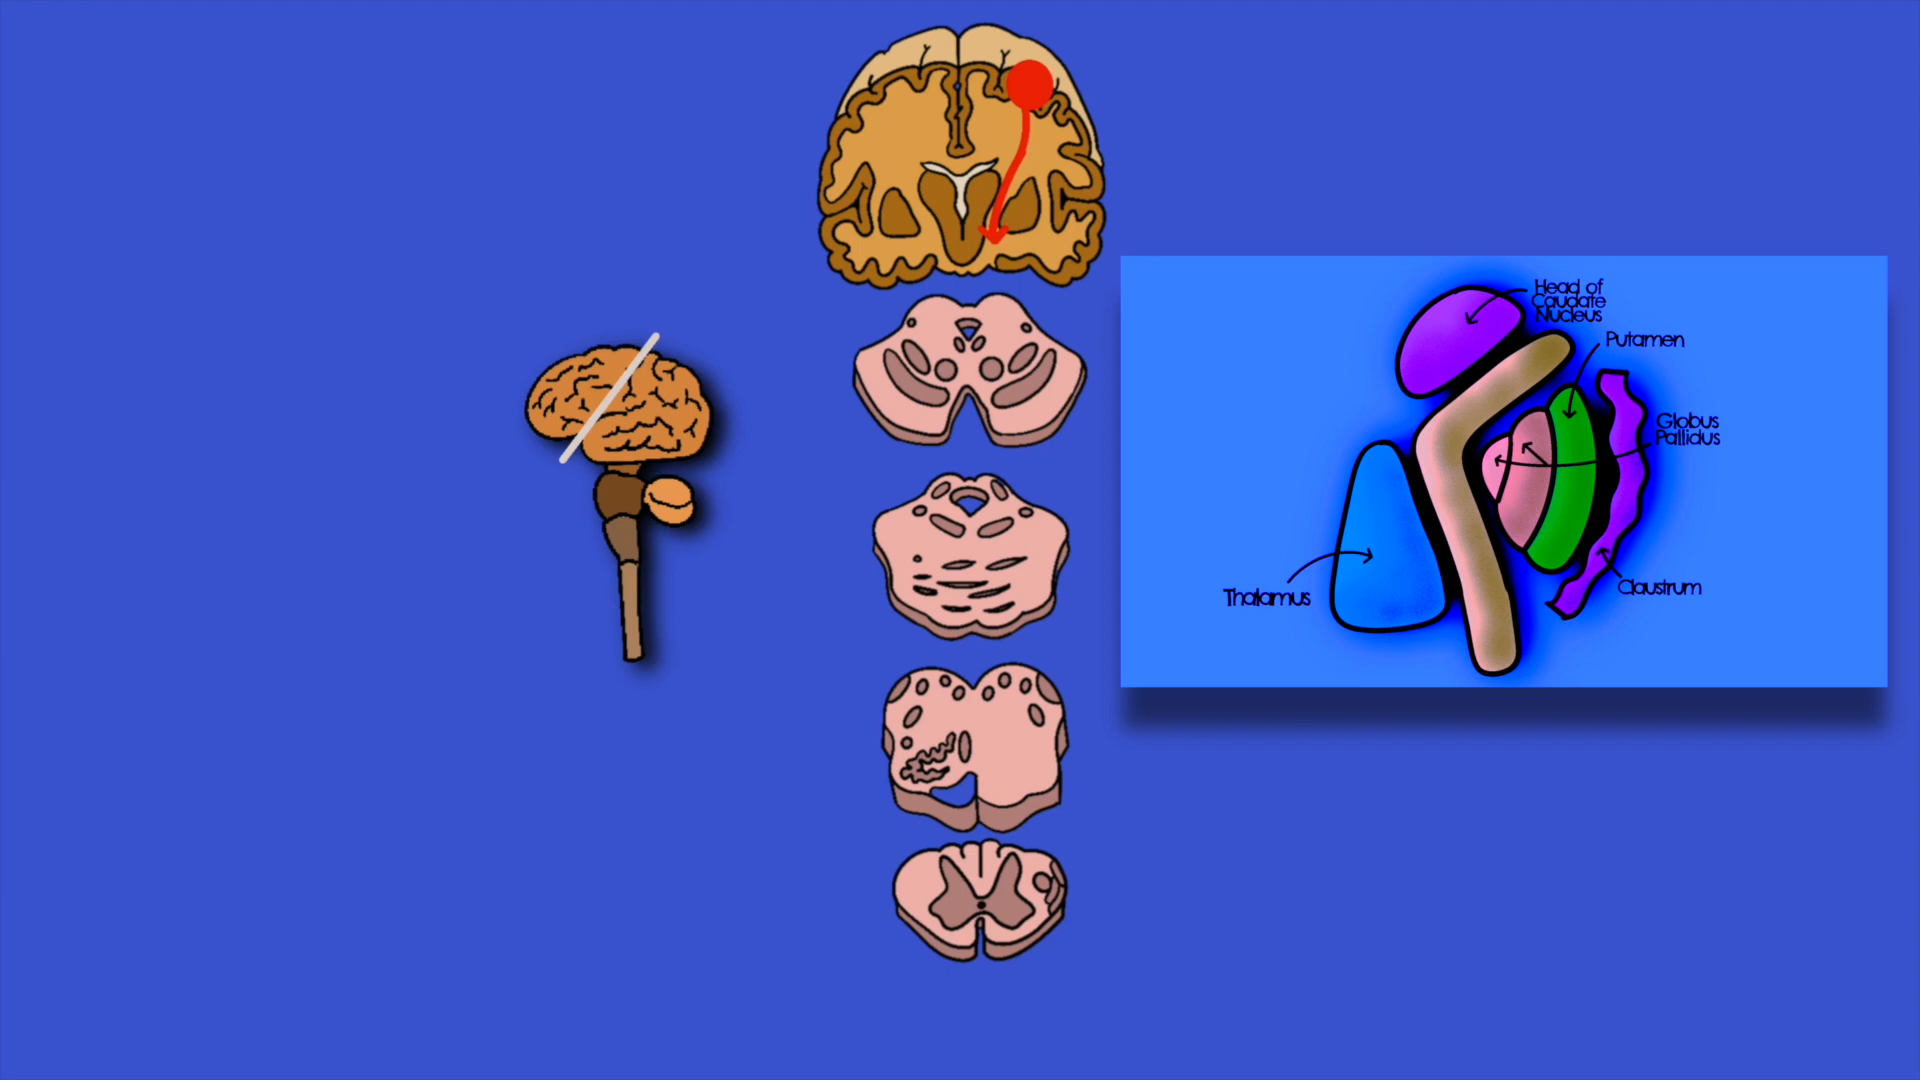 Head of
Caudate
Nucleus
Putamen
Globus
Pallidus
Thalamus
Claustrum